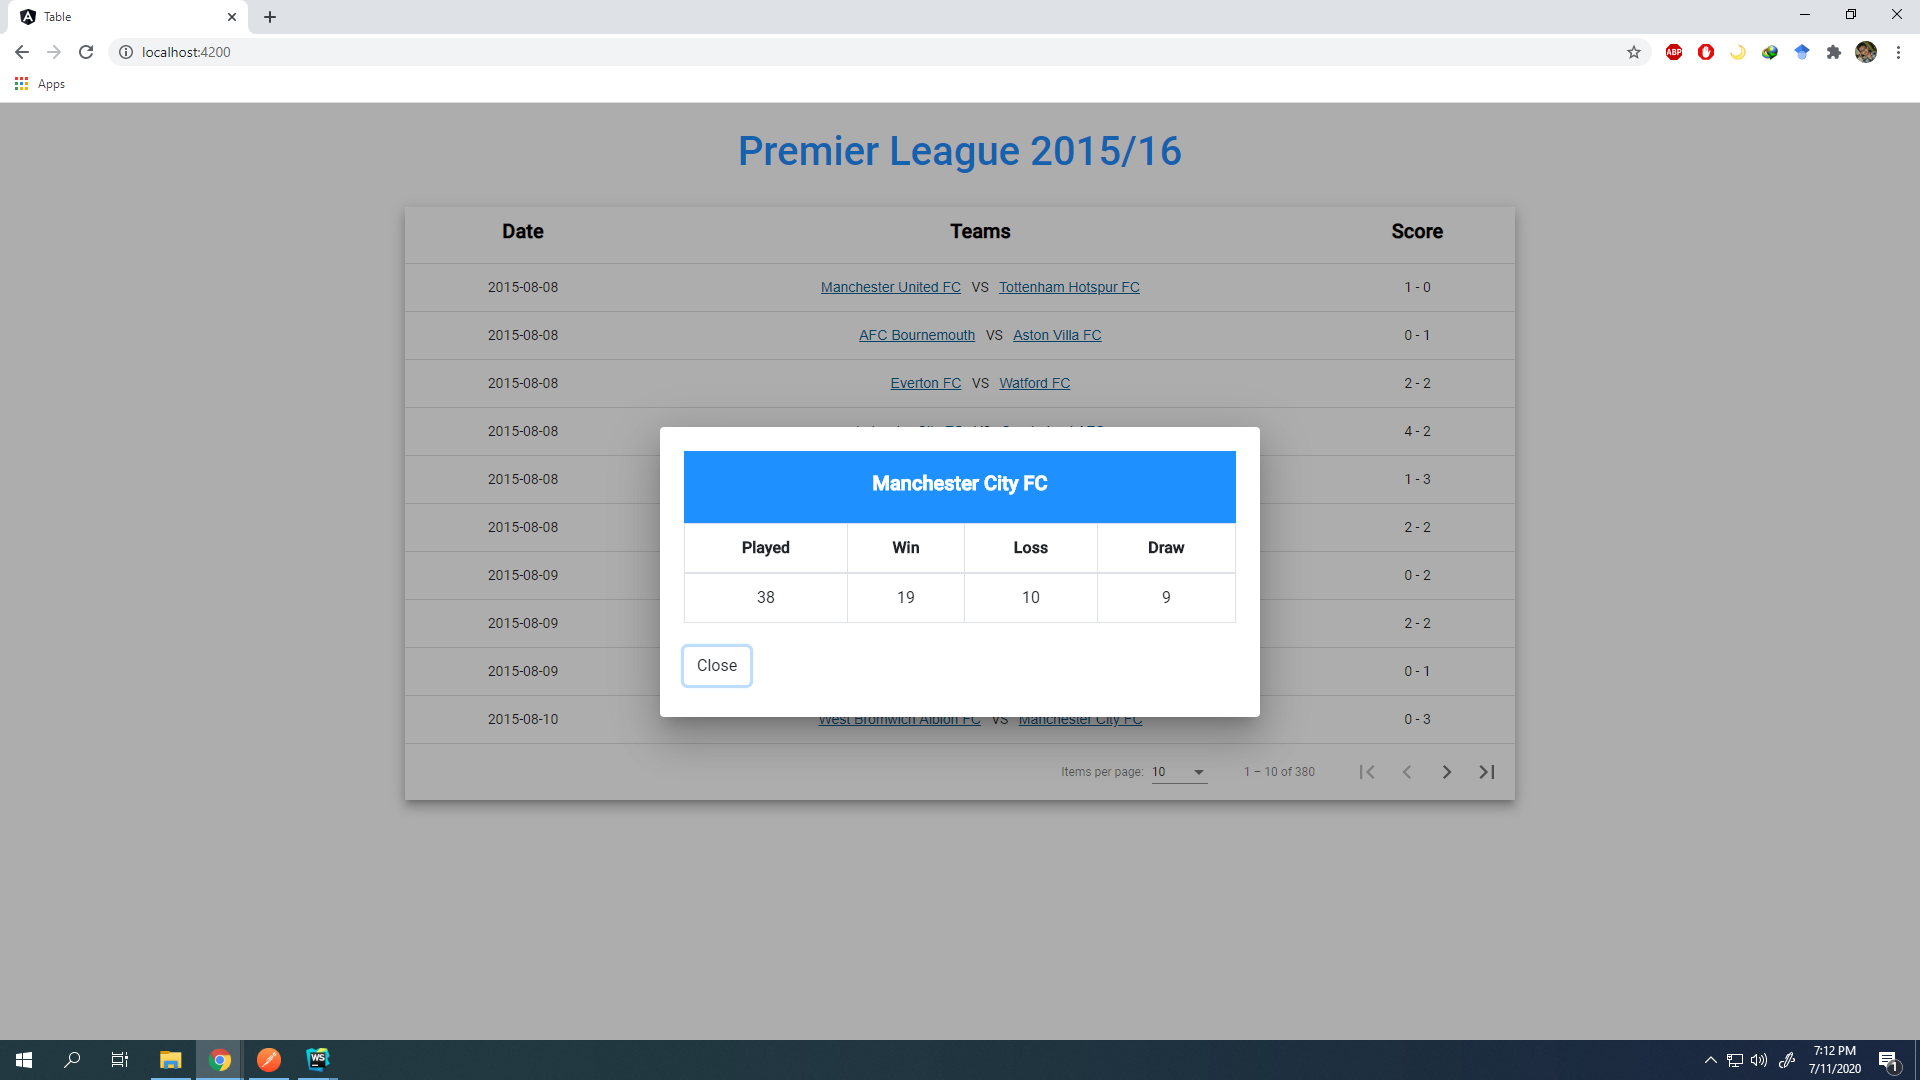 Table
localhost:4200
ABP
Apps
Premier League 2015/16
Date Teams Score
2015-08-08 Manchester United FC VS Tottenham Hotspur FC 1 - 0
2015-08-08 AFC Bournemouth VS Aston Villa FC 0 - 1
2015-08-08 Everton FC VS Watford FC 2 - 2
2015-08-08 4 - 2
2015-08-08 1 - 3
2015-08-08 2 - 2
2015-08-09 0 - 2
2015-08-09 2 - 2
2015-08-09 0 - 1
2015-08-10 West Bromwich Albion FC VS Manchester City FC 0 - 3
Manchester City FC
Played Win Loss Draw
38 19 10 9
Close
Items per page: 10 1 – 10 of 380
WS
7:12 PM
7/11/2020
1